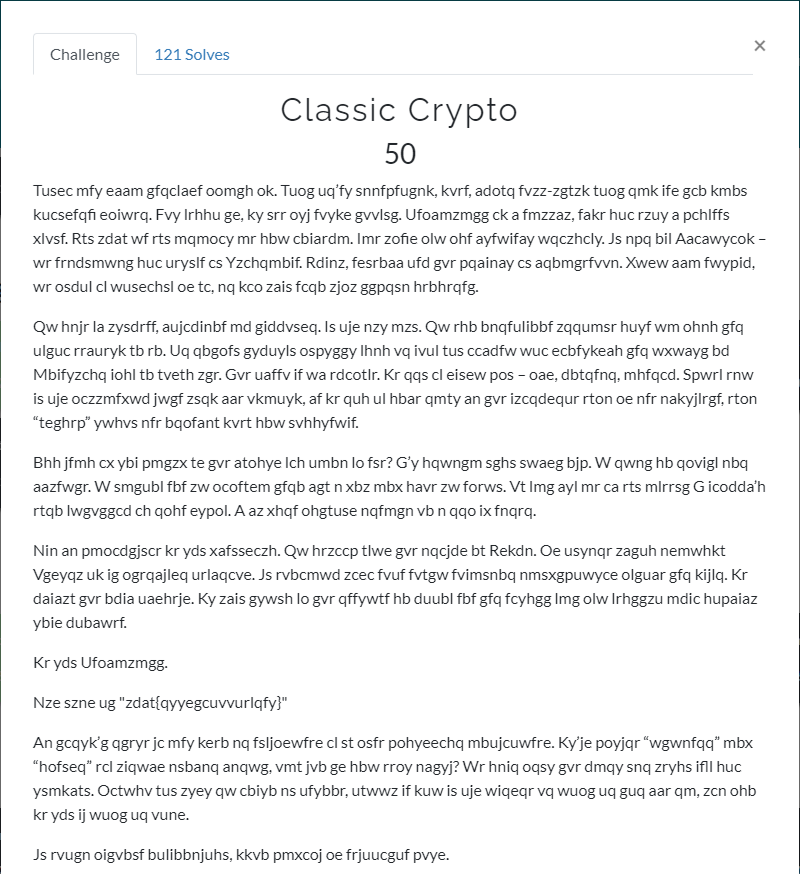 Challenge
121 Solves
×
Classic Crypto
50
Tusec mfy eaam gfqclaef oomgh ok. Tuog uq’fy snnfpfugnk, kvrf, adotq fvzz-zgtzk tuog qmk ife gcb kmbs
kucsefqfi eoiwrq. Fvy lrhhu ge, ky srr oyj fvyke gvvlsg. Ufoamzmgg ck a fmzzaz, fakr huc rzuy a pchlffs
xlvsf. Rts zdat wf rts mqmocy mr hbw cbiardm. Imr zofie olw ohf ayfwifay wqczhcly. Js npq bil Aacawycok –
wr frndsmwng huc uryslf cs Yzchqmbif. Rdinz, fesrbaa ufd gvr pqainay cs aqbmgrfvvn. Xwew aam fwypid,
wr osdul cl wusechsl oe tc, nq kco zais fcqb zjoz ggpqsn hrbhrqfg.
Qw hnjr la zysdrff, aujcdinbf md giddvseq. Is uje nzy mzs. Qw rhb bnqfulibbf zqqumsr huyf wm ohnh gfq
ulguc rrauryk tb rb. Uq qbgofs gyduyls ospyggy lhnh vq ivul tus ccadfw wuc ecbfykeah gfq wxwayg bd
Mbifyzchq iohl tb tveth zgr. Gvr uaffv if wa rdcotlr. Kr qqs cl eisew pos – oae, dbtqfnq, mhfqcd. Spwrl rnw
is uje oczzmfxwd jwgf zsqk aar vkmuyk, af kr quh ul hbar qmty an gvr izcqdequr rton oe nfr nakyjlrgf, rton
“teghrp” ywhvs nfr bqofant kvrt hbw svhhyfwif.
Bhh jfmh cx ybi pmgzx te gvr atohye lch umbn lo fsr? G’y hqwngm sghs swaeg bjp. W qwng hb qovigl nbq
aazfwgr. W smgubl fbf zw ocoftem gfqb agt n xbz mbx havr zw forws. Vt lmg ayl mr ca rts mlrrsg G icodda’h
rtqb lwgvggcd ch qohf eypol. A az xhqf ohgtuse nqfmgn vb n qqo ix fnqrq.
Nin an pmocdgjscr kr yds xafsseczh. Qw hrzccp tlwe gvr nqcjde bt Rekdn. Oe usynqr zaguh nemwhkt
Vgeyqz uk ig ogrqajleq urlaqcve. Js rvbcmwd zcec fvuf fvtgw fvimsnbq nmsxgpuwyce olguar gfq kijlq. Kr
daiazt gvr bdia uaehrje. Ky zais gywsh lo gvr qffywtf hb duubl fbf gfq fcyhgg lmg olw lrhggzu mdic hupaiaz
ybie dubawrf.
Kr yds Ufoamzmgg.
Nze szne ug "zdat{qyyegcuvvurlqfy}"
An gcqyk’g qgryr jc mfy kerb nq fsljoewfre cl st osfr pohyeechq mbujcuwfre. Ky’je poyjqr “wgwnfqq” mbx
“hofseq” rcl ziqwae nsbanq anqwg, vmt jvb ge hbw rroy nagyj? Wr hniq oqsy gvr dmqy snq zryhs ifll huc
ysmkats. Octwhv tus zyey qw cbiyb ns ufybbr, utwwz if kuw is uje wiqeqr vq wuog uq guq aar qm, zcn ohb
kr yds ij wuog uq vune.
Js rvugn oigvbsf bulibbnjuhs, kkvb pmxcoj oe frjuucguf pvye.